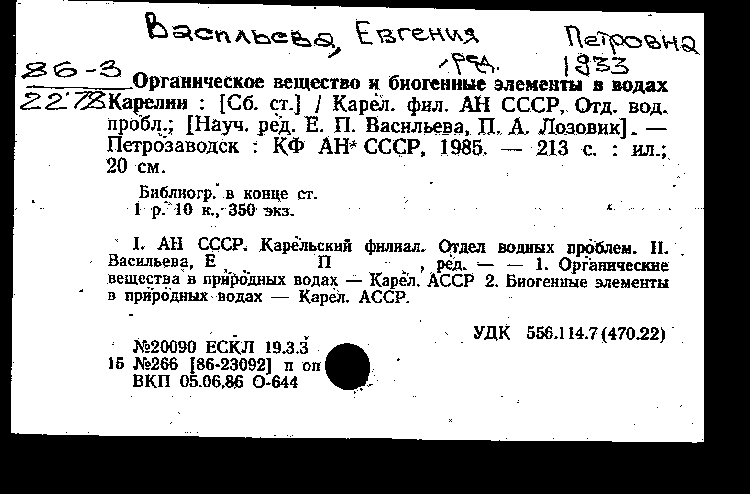 Васильева, Евгения Петровна
, ред. 1933
86-3
2278
Органическое вещество и биогенные элементы в водах
Карелии : [Сб. ст.] / Карел. фил. АН СССР, Отд. вод.
пробл.; [Науч. ред. Е. П. Васильева, П. А. Лозовик]. —
Петрозаводск : КФ АН СССР, 1985. — 213 с. : ил.;
20 см.
Библиогр. в конце ст.
1 р. 10 к., 350 экз.
I. АН СССР. Карельский филиал. Отдел водных проблем. II.
Васильева, Е П , ред. — — 1. Органические
вещества в природных водах — Карел. АССР 2. Биогенные элементы
в природных водах — Карел. АССР.
УДК 556.114.7(470.22)
№20090 ЕСКЛ 19.3.3
15 №266 [86-23092] п оп
ВКП 05.06.86 О-644